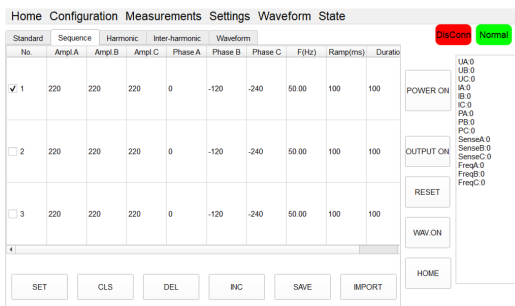 Home Configuration Measurements Settings Waveform State
Standard Sequence Harmonic Inter-harmonic Waveform
DisConn Normal
No. Ampl.A Ampl.B Ampl.C Phase A Phase B Phase C F(Hz) Ramp(ms) Duratio
1 220 220 220 0 -120 -240 50.00 100 100
2 220 220 220 0 -120 -240 50.00 100 100
3 220 220 220 0 -120 -240 50.00 100 100
SET CLS DEL INC SAVE IMPORT
POWER ON
OUTPUT ON
RESET
WAV.ON
HOME
UA:0
UB:0
UC:0
IA:0
IB:0
IC:0
PA:0
PB:0
PC:0
SenseA:0
SenseB:0
SenseC:0
FreqA:0
FreqB:0
FreqC:0